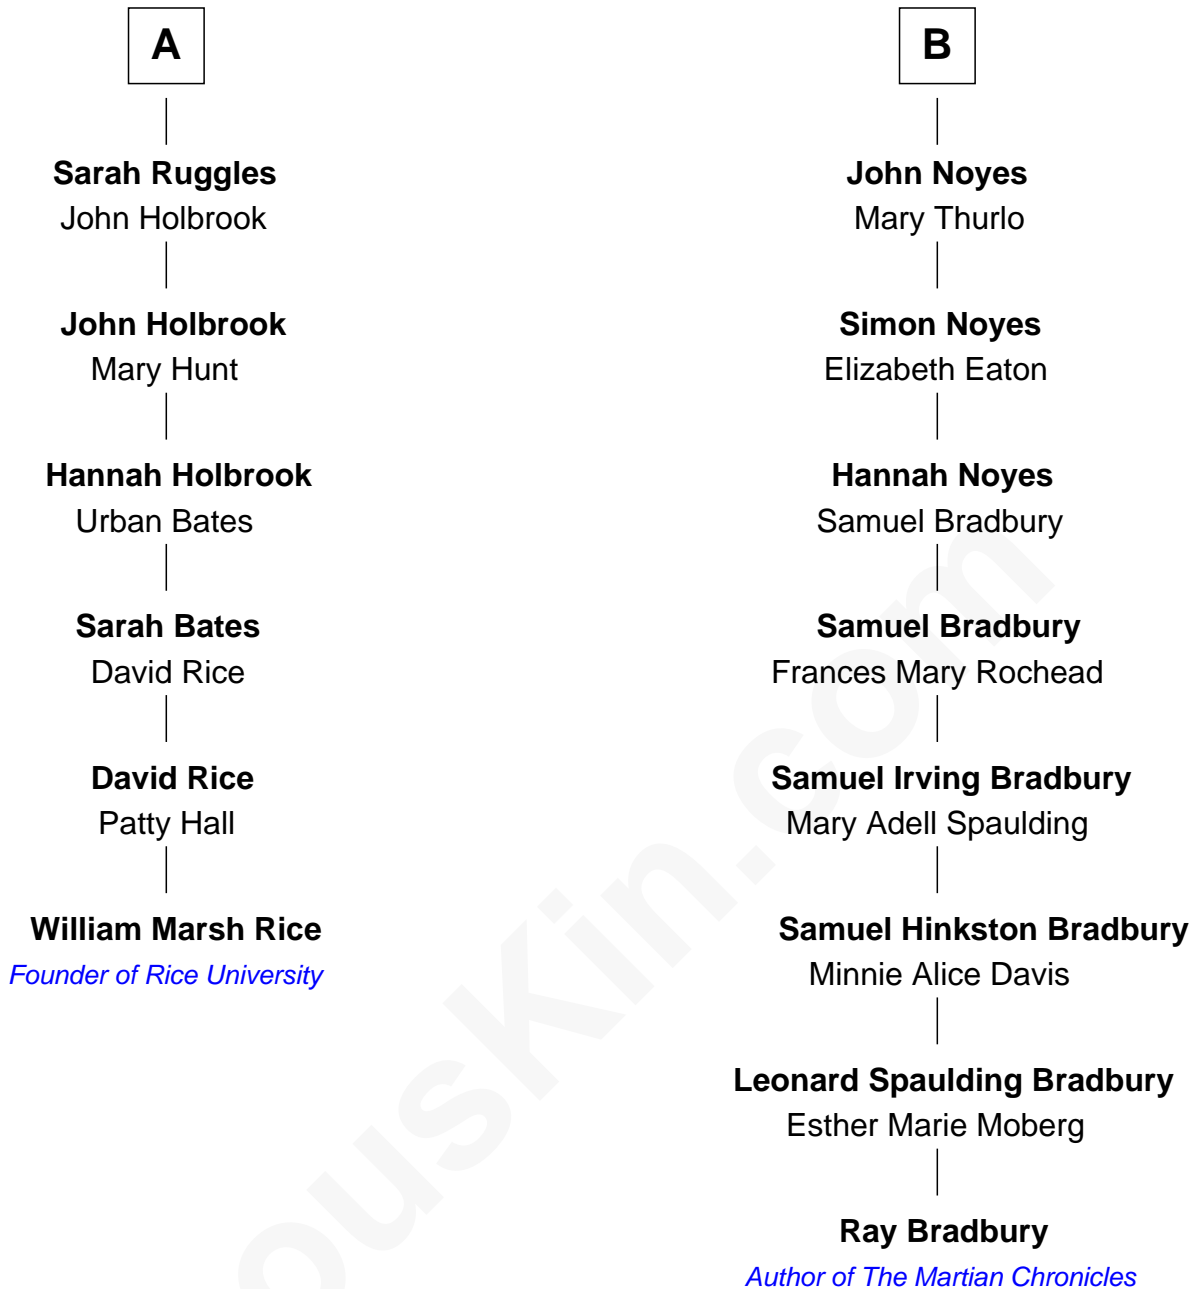 A
Sarah Ruggles
John Holbrook
John Holbrook
Mary Hunt
Hannah Holbrook
Urban Bates
Sarah Bates
David Rice
David Rice
Patty Hall
William Marsh Rice
Founder of Rice University
B
John Noyes
Mary Thurlo
Simon Noyes
Elizabeth Eaton
Hannah Noyes
Samuel Bradbury
Samuel Bradbury
Frances Mary Rochead
Samuel Irving Bradbury
Mary Adell Spaulding
Samuel Hinkston Bradbury
Minnie Alice Davis
Leonard Spaulding Bradbury
Esther Marie Moberg
Ray Bradbury
Author of The Martian Chronicles
ousKin.com